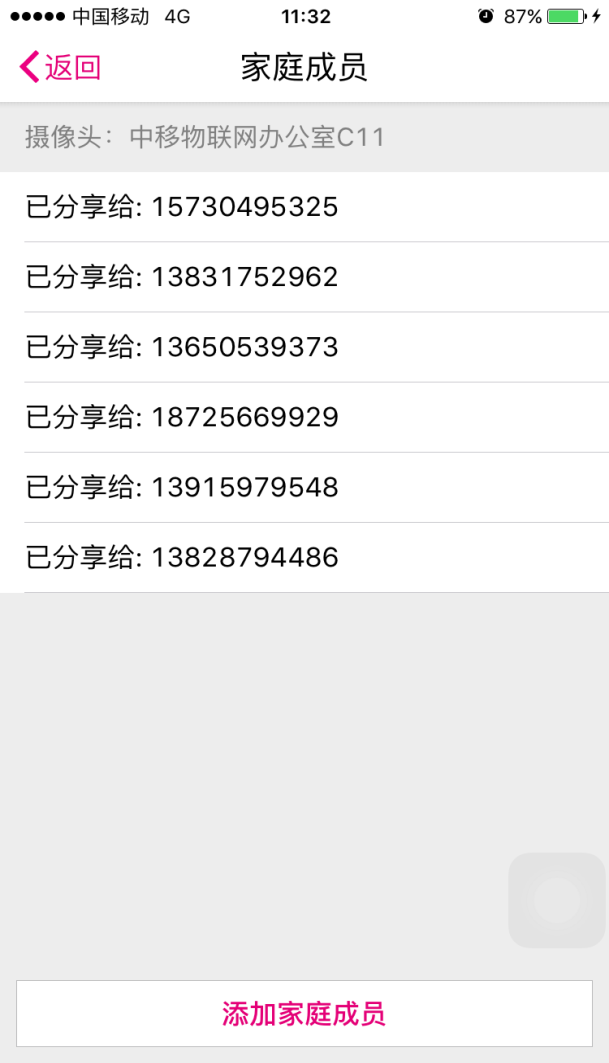 中国移动 4G 11:32 87%
返回 家庭成员
摄像头：中移物联网办公室C11
已分享给: 15730495325
已分享给: 13831752962
已分享给: 13650539373
已分享给: 18725669929
已分享给: 13915979548
已分享给: 13828794486
添加家庭成员